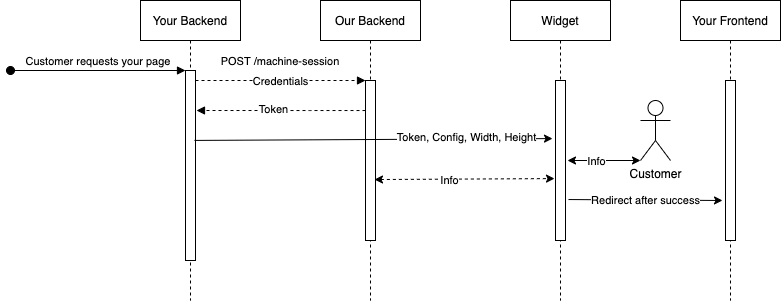 Your Backend
Our Backend
Widget
Your Frontend
Customer requests your page
POST /machine-session
Credentials
Token
Token, Config, Width, Height
Info
Customer
Info
Redirect after success